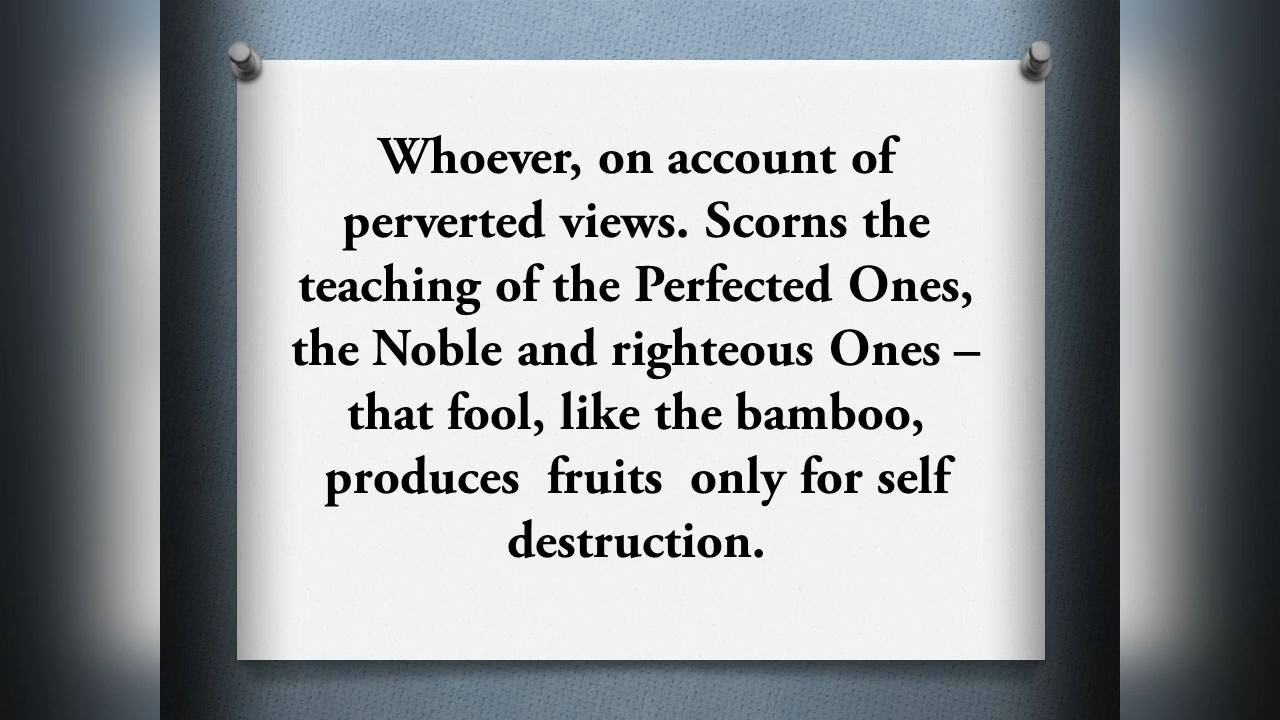 Whoever, on account of
perverted views. Scorns the
teaching of the Perfected Ones,
the Noble and righteous Ones –
that fool, like the bamboo,
produces  fruits  only for self
destruction.